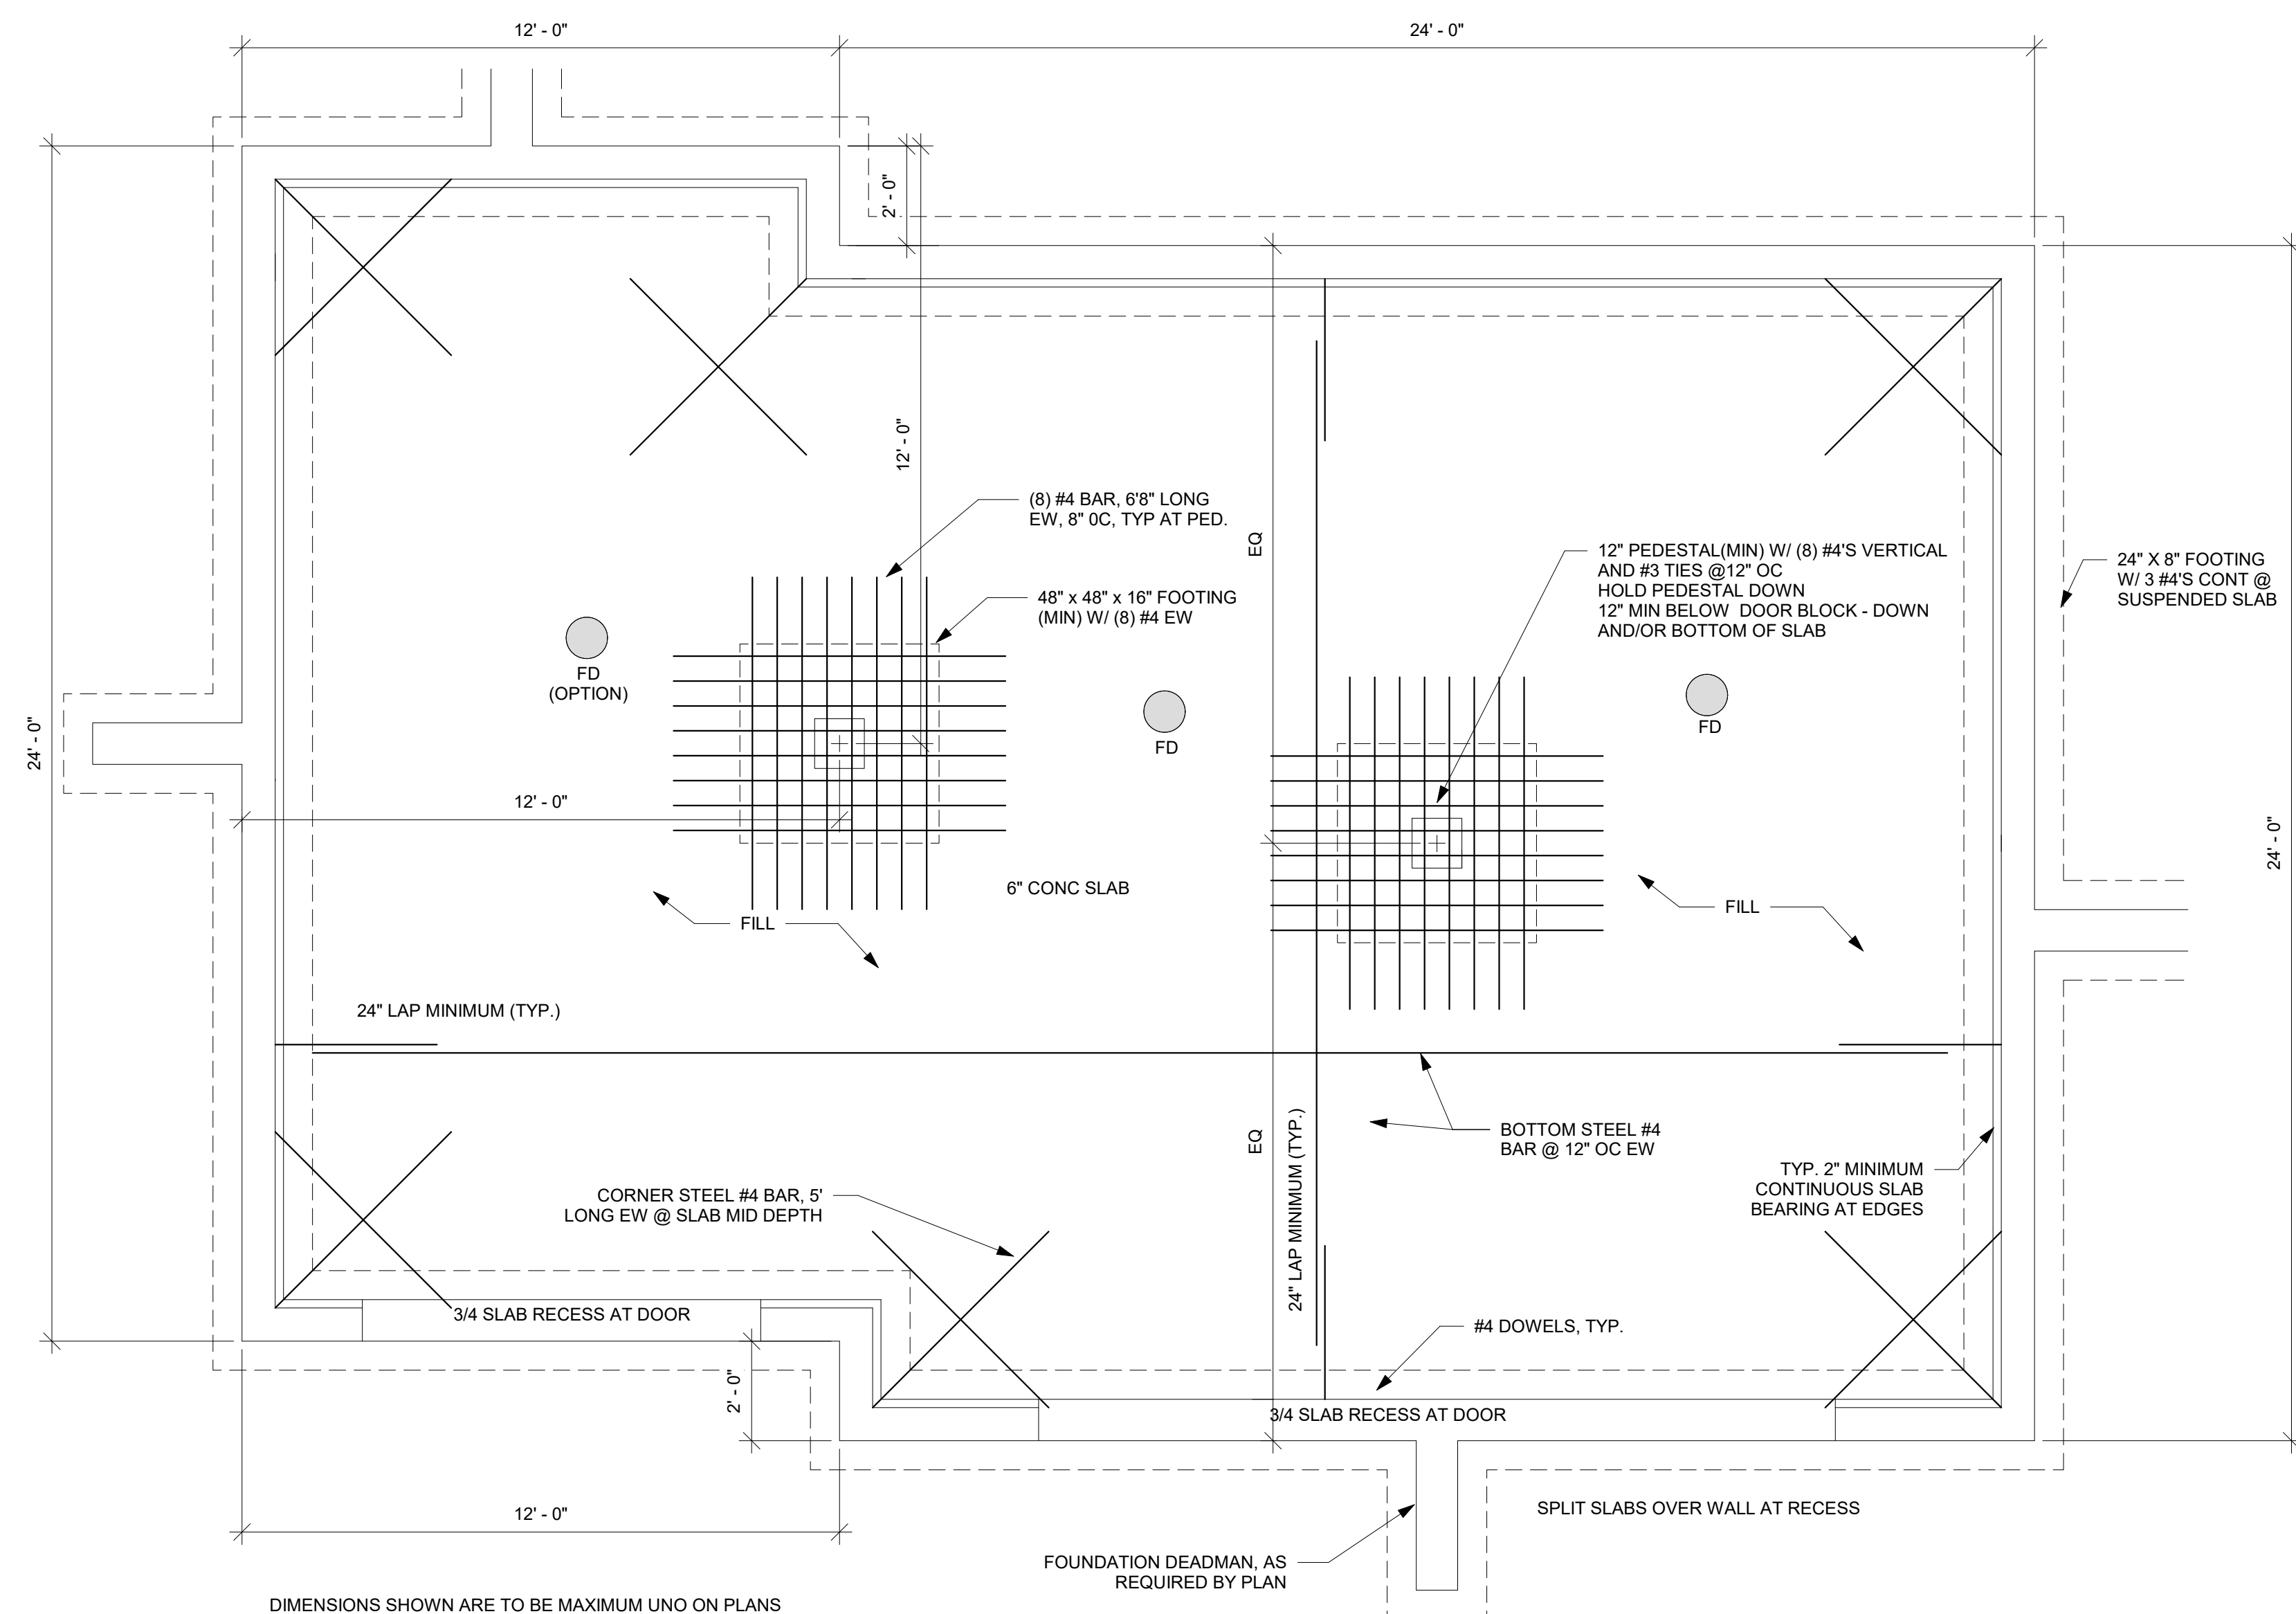 12' - 0"
24' - 0"
2' - 0"
12' - 0"
(8) #4 BAR, 6'8" LONG
EW, 8" 0C, TYP AT PED.
EQ
12" PEDESTAL(MIN) W/ (8) #4'S VERTICAL
AND #3 TIES @12" OC
HOLD PEDESTAL DOWN
12" MIN BELOW DOOR BLOCK - DOWN
AND/OR BOTTOM OF SLAB
24" X 8" FOOTING
W/ 3 #4'S CONT @
SUSPENDED SLAB
48" x 48" x 16" FOOTING
(MIN) W/ (8) #4 EW
FD
(OPTION)
FD
FD
24' - 0"
12' - 0"
24' - 0"
6" CONC SLAB
FILL
FILL
24" LAP MINIMUM (TYP.)
EQ
24" LAP MINIMUM (TYP.)
BOTTOM STEEL #4
BAR @ 12" OC EW
TYP. 2" MINIMUM
CONTINUOUS SLAB
BEARING AT EDGES
CORNER STEEL #4 BAR, 5'
LONG EW @ SLAB MID DEPTH
3/4 SLAB RECESS AT DOOR
#4 DOWELS, TYP.
2' - 0"
3/4 SLAB RECESS AT DOOR
12' - 0"
SPLIT SLABS OVER WALL AT RECESS
FOUNDATION DEADMAN, AS
REQUIRED BY PLAN
DIMENSIONS SHOWN ARE TO BE MAXIMUM UNO ON PLANS